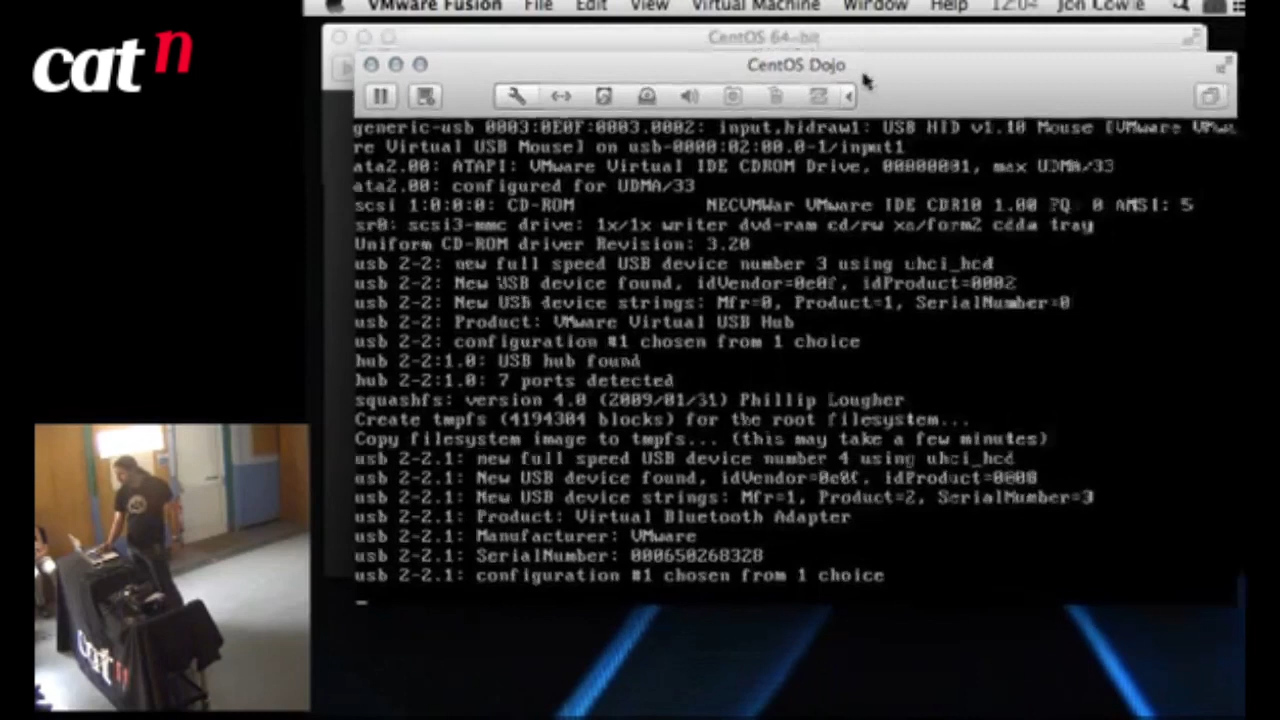 cat n
VMware Fusion File Edit View Virtual Machine Window Help 12:04 Jon Cowie
CentOS 64-bit
CentOS Dojo
generic-usb 0003:0E0F:0003.0002: input,hidraw1: USB HID v1.10 Mouse [VMware VMwa
re Virtual USB Mouse] on usb-0000:02:00.0-1/input1
ata2.00: ATAPI: VMware Virtual IDE CDROM Drive, 00000001, max UDMA/33
ata2.00: configured for UDMA/33
scsi 1:0:0:0: CD-ROM NECVMWar VMware IDE CDR10 1.00 PQ: 0 ANSI: 5
sr0: scsi3-mmc drive: 1x/1x writer dvd-ram cd/rw xa/form2 cdda tray
Uniform CD-ROM driver Revision: 3.20
usb 2-2: new full speed USB device number 3 using uhci_hcd
usb 2-2: New USB device found, idVendor=0e0f, idProduct=0002
usb 2-2: New USB device strings: Mfr=0, Product=1, SerialNumber=0
usb 2-2: Product: VMware Virtual USB Hub
usb 2-2: configuration #1 chosen from 1 choice
hub 2-2:1.0: USB hub found
hub 2-2:1.0: 7 ports detected
squashfs: version 4.0 (2009/01/31) Phillip Lougher
Create tmpfs (4194304 blocks) for the root filesystem...
Copy filesystem image to tmpfs... (this may take a few minutes)
usb 2-2.1: new full speed USB device number 4 using uhci_hcd
usb 2-2.1: New USB device found, idVendor=0e0f, idProduct=0008
usb 2-2.1: New USB device strings: Mfr=1, Product=2, SerialNumber=3
usb 2-2.1: Product: Virtual Bluetooth Adapter
usb 2-2.1: Manufacturer: VMware
usb 2-2.1: SerialNumber: 000650268328
usb 2-2.1: configuration #1 chosen from 1 choice
cat n